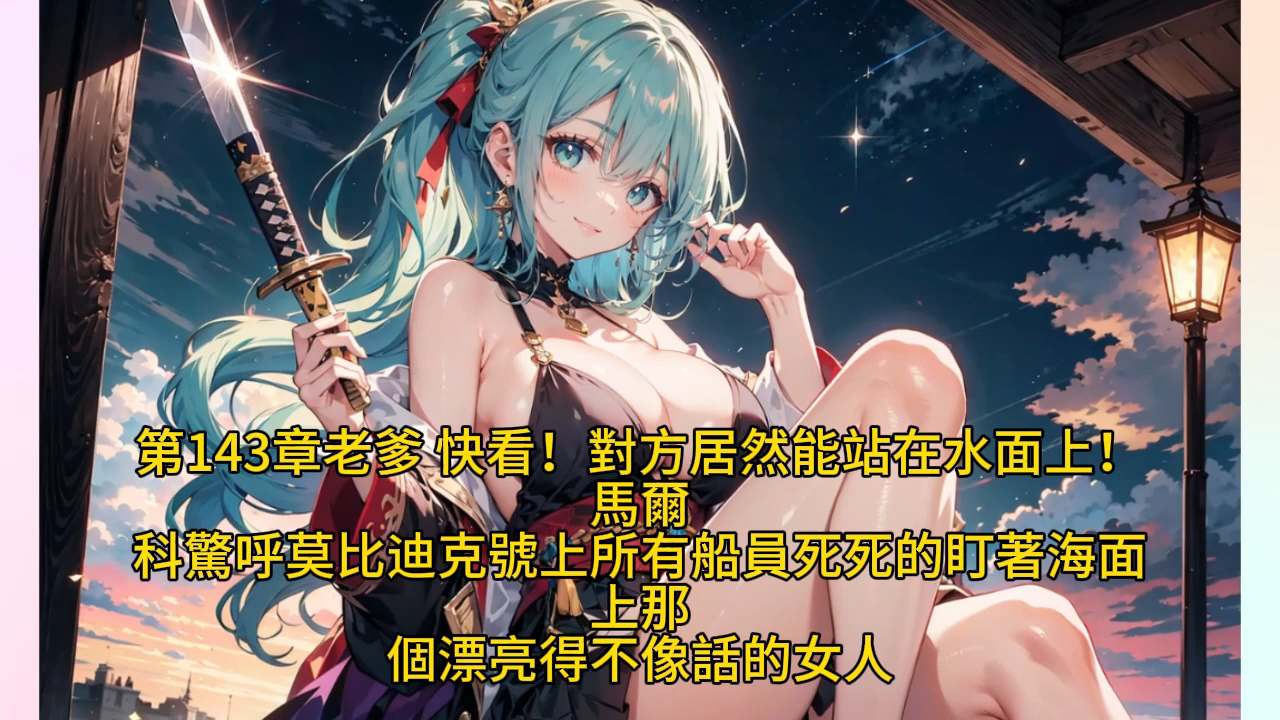 第143章老爹 快看！對方居然能站在水面上！
馬爾
科驚呼莫比迪克號上所有船員死死的盯著海面
上那
個漂亮得不像話的女人